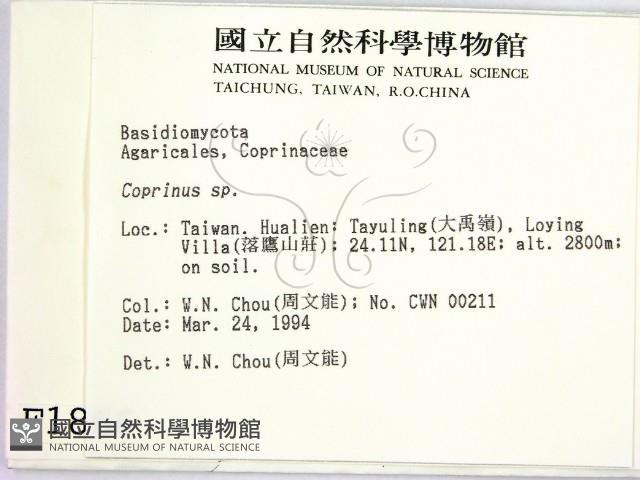 國立自然科學博物館
NATIONAL MUSEUM OF NATURAL SCIENCE
TAICHUNG, TAIWAN, R.O.CHINA
Basidiomycota
Agaricales, Coprinaceae
Coprinus sp.
Loc.: Taiwan. Hualien: Tayuling(大禹嶺), Loying
Villa(落鷹山莊); 24.11N, 121.18E; alt. 2800m;
on soil.
Col.: W.N. Chou(周文能); No. CWN 00211
Date: Mar. 24, 1994
Det.: W.N. Chou(周文能)
國立自然科學博物館
NATIONAL MUSEUM OF NATURAL SCIENCE